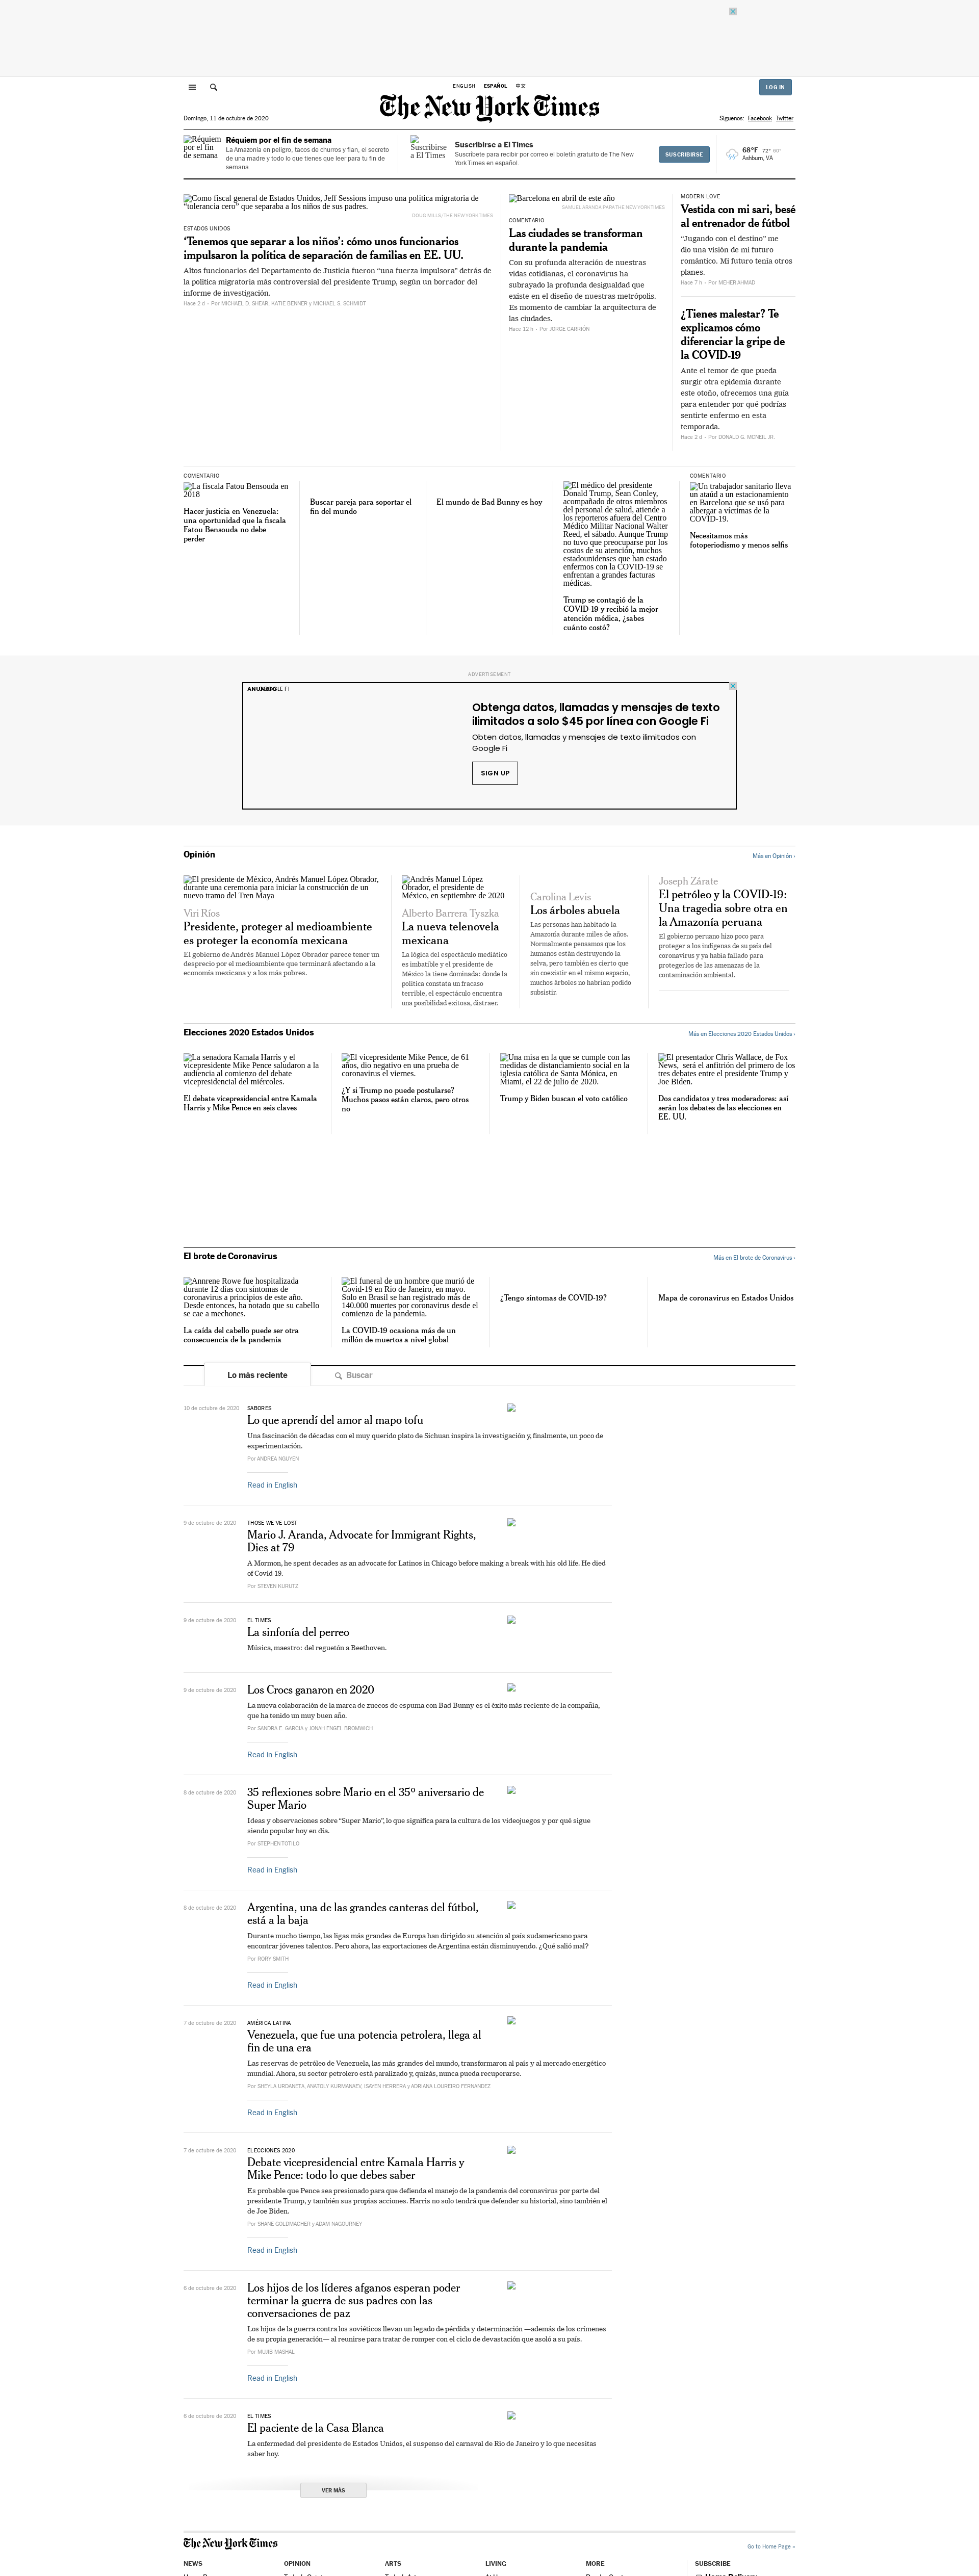 ENGLISH ESPAÑOL 中文
LOG IN
The New York Times
Domingo, 11 de octubre de 2020
Síguenos: Facebook Twitter
Réquiem por el fin de semana
Réquiem por el fin de semana
La Amazonía en peligro, tacos de churros y flan, el secreto
de una madre y todo lo que tienes que leer para tu fin de
semana.
Suscribirse a El Times
Suscribirse a El Times
Suscríbete para recibir por correo el boletín gratuito de The New
York Times en español.
SUSCRIBIRSE
68°F 72° 60°
Ashburn, VA
Como fiscal general de Estados Unidos, Jeff Sessions impuso una política migratoria de
“tolerancia cero” que separaba a los niños de sus padres.
DOUG MILLS/THE NEW YORK TIMES
ESTADOS UNIDOS
‘Tenemos que separar a los niños’: cómo unos funcionarios
impulsaron la política de separación de familias en EE. UU.
Altos funcionarios del Departamento de Justicia fueron “una fuerza impulsora” detrás de
la política migratoria más controversial del presidente Trump, según un borrador del
informe de investigación.
Hace 2 d - Por MICHAEL D. SHEAR, KATIE BENNER y MICHAEL S. SCHMIDT
Barcelona en abril de este año
SAMUEL ARANDA PARA THE NEW YORK TIMES
COMENTARIO
Las ciudades se transforman
durante la pandemia
Con su profunda alteración de nuestras
vidas cotidianas, el coronavirus ha
subrayado la profunda desigualdad que
existe en el diseño de nuestras metrópolis.
Es momento de cambiar la arquitectura de
las ciudades.
Hace 12 h - Por JORGE CARRIÓN
MODERN LOVE
Vestida con mi sari, besé
al entrenador de fútbol
“Jugando con el destino” me
dio una visión de mi futuro
romántico. Mi futuro tenía otros
planes.
Hace 7 h - Por MEHER AHMAD
¿Tienes malestar? Te
explicamos cómo
diferenciar la gripe de
la COVID-19
Ante el temor de que pueda
surgir otra epidemia durante
este otoño, ofrecemos una guía
para entender por qué podrías
sentirte enfermo en esta
temporada.
Hace 2 d - Por DONALD G. MCNEIL JR.
COMENTARIO
La fiscala Fatou Bensouda en
2018
Hacer justicia en Venezuela:
una oportunidad que la fiscala
Fatou Bensouda no debe
perder
Buscar pareja para soportar el
fin del mundo
El mundo de Bad Bunny es hoy
El médico del presidente
Donald Trump, Sean Conley,
acompañado de otros miembros
del personal de salud, atiende a
los reporteros afuera del Centro
Médico Militar Nacional Walter
Reed, el sábado. Aunque Trump
no tuvo que preocuparse por los
costos de su atención, muchos
estadounidenses que han estado
enfermos con la COVID-19 se
enfrentan a grandes facturas
médicas.
Trump se contagió de la
COVID-19 y recibió la mejor
atención médica, ¿sabes
cuánto costó?
COMENTARIO
Un trabajador sanitario lleva
un ataúd a un estacionamiento
en Barcelona que se usó para
albergar a víctimas de la
COVID-19.
Necesitamos más
fotoperiodismo y menos selfis
ADVERTISEMENT
ANUNCIO GOOGLE FI
Obtenga datos, llamadas y mensajes de texto
ilimitados a solo $45 por línea con Google Fi
Obten datos, llamadas y mensajes de texto ilimitados con
Google Fi
SIGN UP
Opinión
Más en Opinión ›
El presidente de México, Andrés Manuel López Obrador,
durante una ceremonia para iniciar la construcción de un
nuevo tramo del Tren Maya
Viri Ríos
Presidente, proteger al medioambiente
es proteger la economía mexicana
El gobierno de Andrés Manuel López Obrador parece tener un
desprecio por el medioambiente que terminará afectando a la
economía mexicana y a los más pobres.
Andrés Manuel López
Obrador, el presidente de
México, en septiembre de 2020
Alberto Barrera Tyszka
La nueva telenovela
mexicana
La lógica del espectáculo mediático
es imbatible y el presidente de
México la tiene dominada: donde la
política constata un fracaso
terrible, el espectáculo encuentra
una posibilidad exitosa, distraer.
Carolina Levis
Los árboles abuela
Las personas han habitado la
Amazonía durante miles de años.
Normalmente pensamos que los
humanos están destruyendo la
selva, pero también es cierto que
sin coexistir en el mismo espacio,
muchos árboles no habrían podido
subsistir.
Joseph Zárate
El petróleo y la COVID-19:
Una tragedia sobre otra en
la Amazonía peruana
El gobierno peruano hizo poco para
proteger a los indígenas de su país del
coronavirus y ya había fallado para
protegerlos de las amenazas de la
contaminación ambiental.
Elecciones 2020 Estados Unidos
Más en Elecciones 2020 Estados Unidos ›
La senadora Kamala Harris y el
vicepresidente Mike Pence saludaron a la
audiencia al comienzo del debate
vicepresidencial del miércoles.
El debate vicepresidencial entre Kamala
Harris y Mike Pence en seis claves
El vicepresidente Mike Pence, de 61
años, dio negativo en una prueba de
coronavirus el viernes.
¿Y si Trump no puede postularse?
Muchos pasos están claros, pero otros
no
Una misa en la que se cumple con las
medidas de distanciamiento social en la
iglesia católica de Santa Mónica, en
Miami, el 22 de julio de 2020.
Trump y Biden buscan el voto católico
El presentador Chris Wallace, de Fox
News, será el anfitrión del primero de los
tres debates entre el presidente Trump y
Joe Biden.
Dos candidatos y tres moderadores: así
serán los debates de las elecciones en
EE. UU.
El brote de Coronavirus
Más en El brote de Coronavirus ›
Annrene Rowe fue hospitalizada
durante 12 días con síntomas de
coronavirus a principios de este año.
Desde entonces, ha notado que su cabello
se cae a mechones.
La caída del cabello puede ser otra
consecuencia de la pandemia
El funeral de un hombre que murió de
Covid-19 en Río de Janeiro, en mayo.
Solo en Brasil se han registrado más de
140.000 muertes por coronavirus desde el
comienzo de la pandemia.
La COVID-19 ocasiona más de un
millón de muertos a nivel global
¿Tengo síntomas de COVID-19?
Mapa de coronavirus en Estados Unidos
Lo más reciente
Buscar
10 de octubre de 2020
SABORES
Lo que aprendí del amor al mapo tofu
Una fascinación de décadas con el muy querido plato de Sichuan inspira la investigación y, finalmente, un poco de
experimentación.
Por ANDREA NGUYEN
Read in English
9 de octubre de 2020
THOSE WE'VE LOST
Mario J. Aranda, Advocate for Immigrant Rights,
Dies at 79
A Mormon, he spent decades as an advocate for Latinos in Chicago before making a break with his old life. He died
of Covid-19.
Por STEVEN KURUTZ
9 de octubre de 2020
EL TIMES
La sinfonía del perreo
Música, maestro: del reguetón a Beethoven.
9 de octubre de 2020
Los Crocs ganaron en 2020
La nueva colaboración de la marca de zuecos de espuma con Bad Bunny es el éxito más reciente de la compañía,
que ha tenido un muy buen año.
Por SANDRA E. GARCIA y JONAH ENGEL BROMWICH
Read in English
8 de octubre de 2020
35 reflexiones sobre Mario en el 35º aniversario de
Super Mario
Ideas y observaciones sobre “Super Mario”, lo que significa para la cultura de los videojuegos y por qué sigue
siendo popular hoy en día.
Por STEPHEN TOTILO
Read in English
8 de octubre de 2020
Argentina, una de las grandes canteras del fútbol,
está a la baja
Durante mucho tiempo, las ligas más grandes de Europa han dirigido su atención al país sudamericano para
encontrar jóvenes talentos. Pero ahora, las exportaciones de Argentina están disminuyendo. ¿Qué salió mal?
Por RORY SMITH
Read in English
7 de octubre de 2020
AMÉRICA LATINA
Venezuela, que fue una potencia petrolera, llega al
fin de una era
Las reservas de petróleo de Venezuela, las más grandes del mundo, transformaron al país y al mercado energético
mundial. Ahora, su sector petrolero está paralizado y, quizás, nunca pueda recuperarse.
Por SHEYLA URDANETA, ANATOLY KURMANAEV, ISAYEN HERRERA y ADRIANA LOUREIRO FERNANDEZ
Read in English
7 de octubre de 2020
ELECCIONES 2020
Debate vicepresidencial entre Kamala Harris y
Mike Pence: todo lo que debes saber
Es probable que Pence sea presionado para que defienda el manejo de la pandemia del coronavirus por parte del
presidente Trump, y también sus propias acciones. Harris no solo tendrá que defender su historial, sino también el
de Joe Biden.
Por SHANE GOLDMACHER y ADAM NAGOURNEY
Read in English
6 de octubre de 2020
Los hijos de los líderes afganos esperan poder
terminar la guerra de sus padres con las
conversaciones de paz
Los hijos de la guerra contra los soviéticos llevan un legado de pérdida y determinación —además de los crímenes
de su propia generación— al reunirse para tratar de romper con el ciclo de devastación que asoló a su país.
Por MUJIB MASHAL
Read in English
6 de octubre de 2020
EL TIMES
El paciente de la Casa Blanca
La enfermedad del presidente de Estados Unidos, el suspenso del carnaval de Río de Janeiro y lo que necesitas
saber hoy.
VER MÁS
The New York Times
Go to Home Page »
NEWS OPINION ARTS LIVING MORE SUBSCRIBE